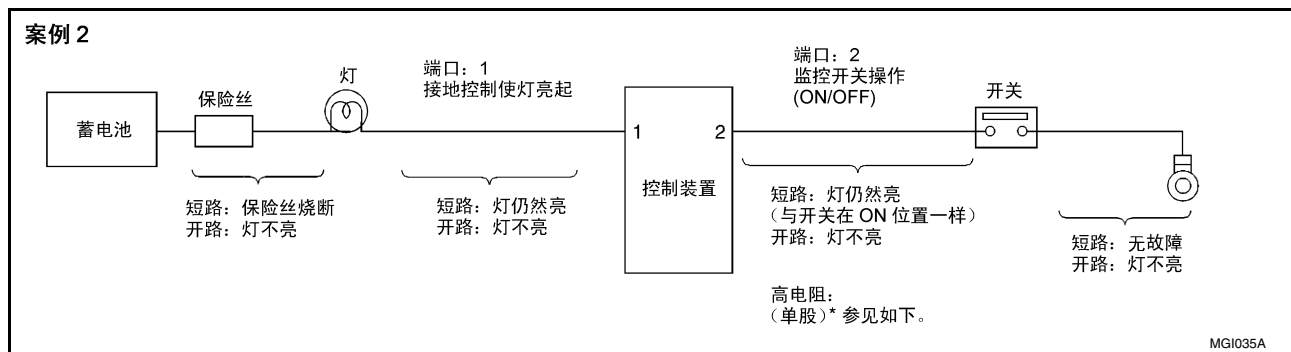 案例 2
蓄电池
保险丝
灯
端口：1
接地控制使灯亮起
1
2
控制装置
端口：2
监控开关操作
(ON/OFF)
开关
短路：保险丝烧断
开路：灯不亮
短路：灯仍然亮
开路：灯不亮
短路：灯仍然亮
（与开关在 ON 位置一样）
开路：灯不亮
高电阻：
（单股）* 参见如下。
短路：无故障
开路：灯不亮
MGI035A